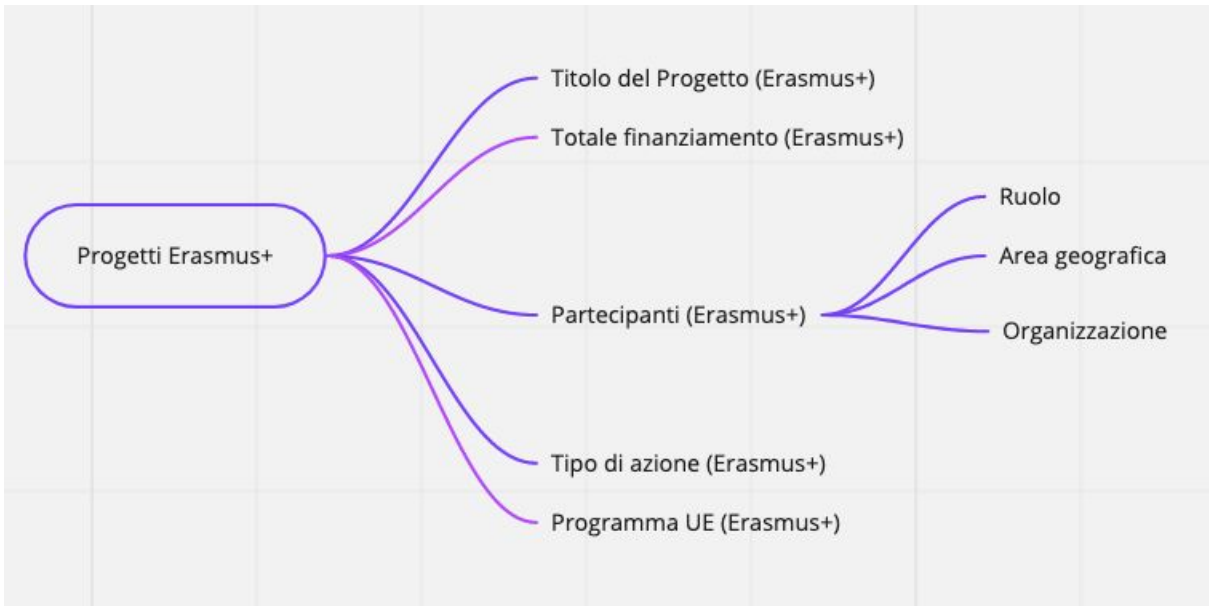 Progetti Erasmus+
Titolo del Progetto (Erasmus+)
Totale finanziamento (Erasmus+)
Partecipanti (Erasmus+)
Ruolo
Area geografica
Organizzazione
Tipo di azione (Erasmus+)
Programma UE (Erasmus+)